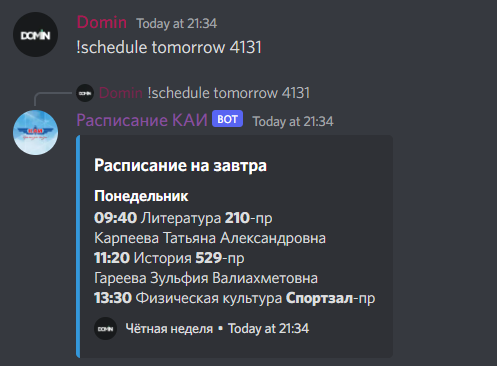 Domin Today at 21:34
DOMIN
!schedule tomorrow 4131
DOMIN Domin !schedule tomorrow 4131
Расписание КАИ BOT Today at 21:34
Расписание на завтра
Понедельник
09:40 Литература 210-пр
Карпеева Татьяна Александровна
11:20 История 529-пр
Гареева Зульфия Валиахметовна
13:30 Физическая культура Спортзал-пр
DOMIN Чётная неделя • Today at 21:34